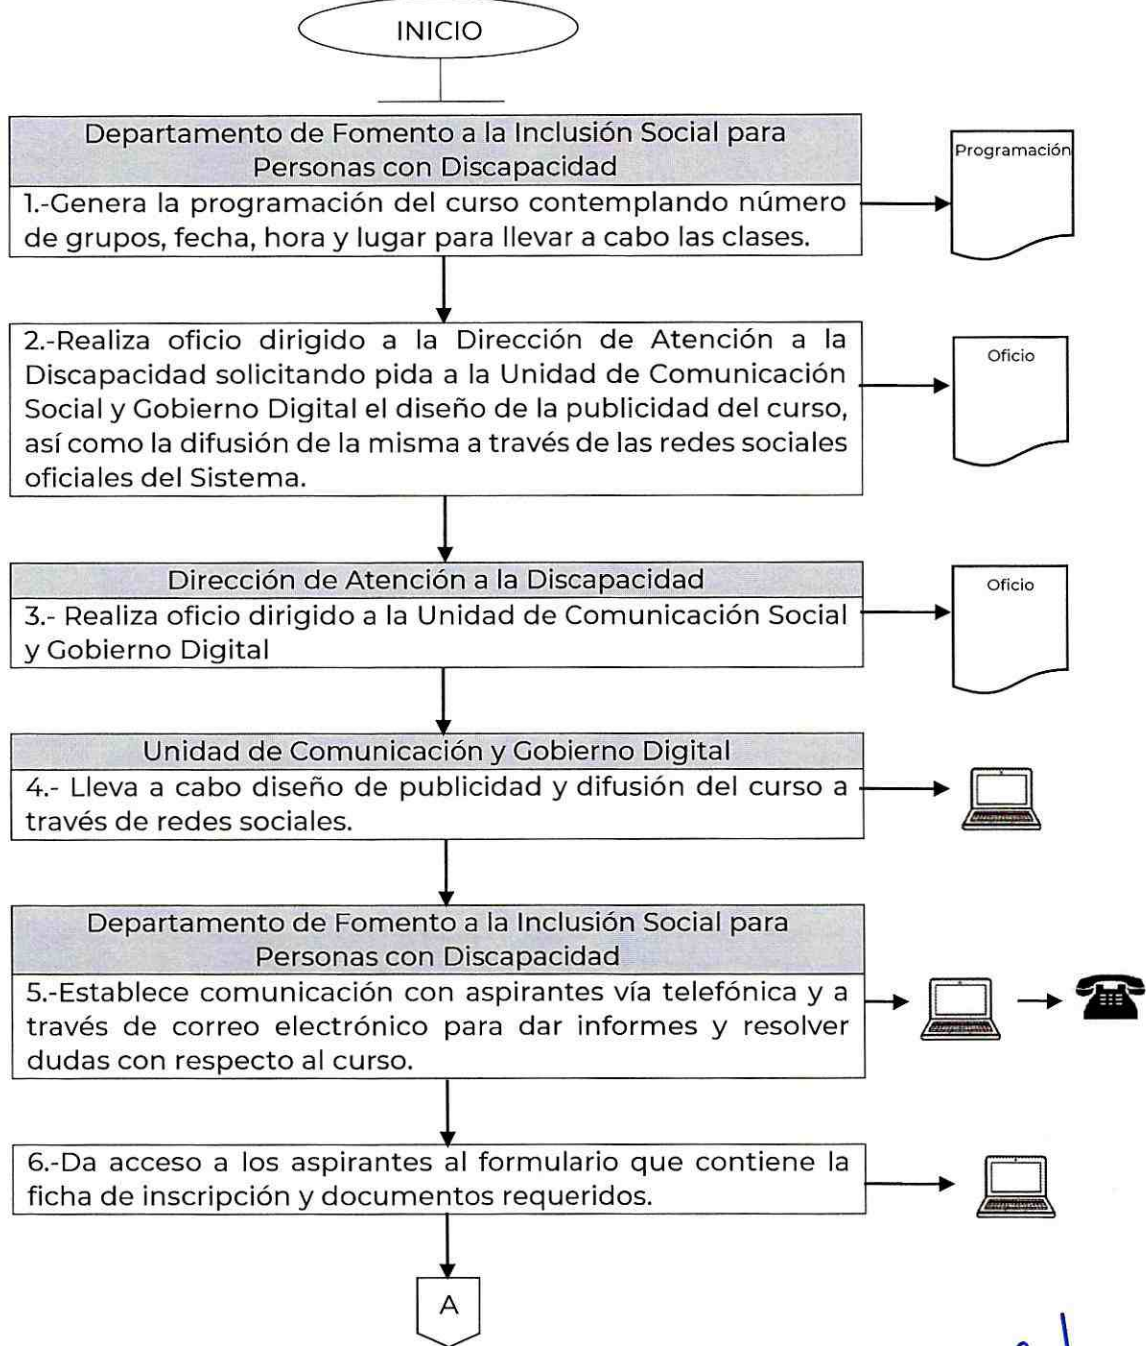 INICIO
Departamento de Fomento a la Inclusión Social para
Personas con Discapacidad
1.-Genera la programación del curso contemplando número
de grupos, fecha, hora y lugar para llevar a cabo las clases.
Programación
2.-Realiza oficio dirigido a la Dirección de Atención a la
Discapacidad solicitando pida a la Unidad de Comunicación
Social y Gobierno Digital el diseño de la publicidad del curso,
así como la difusión de la misma a través de las redes sociales
oficiales del Sistema.
Oficio
Dirección de Atención a la Discapacidad
3.- Realiza oficio dirigido a la Unidad de Comunicación Social
y Gobierno Digital
Oficio
Unidad de Comunicación y Gobierno Digital
4.- Lleva a cabo diseño de publicidad y difusión del curso a
través de redes sociales.
Departamento de Fomento a la Inclusión Social para
Personas con Discapacidad
5.-Establece comunicación con aspirantes vía telefónica y a
través de correo electrónico para dar informes y resolver
dudas con respecto al curso.
6.-Da acceso a los aspirantes al formulario que contiene la
ficha de inscripción y documentos requeridos.
A